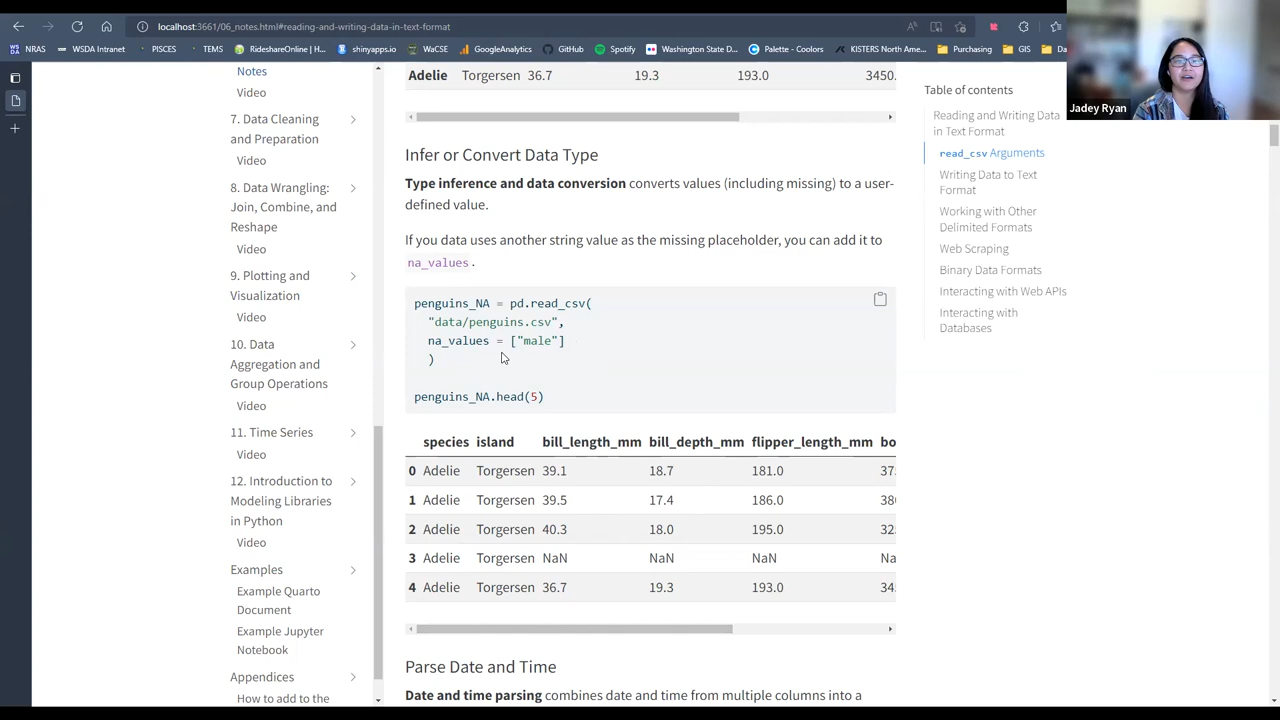 localhost:3661/06_notes.html#reading-and-writing-data-in-text-format
NRAS
WSDA Intranet
PISCES
TEMS
RideshareOnline | H...
shinyapps.io
WaCSE
GoogleAnalytics
GitHub
Spotify
Washington State D...
Palette - Coolors
KISTERS North Ame...
Purchasing
GIS
Da
Jadey Ryan
Notes
Video
7. Data Cleaning
and Preparation
Video
8. Data Wrangling:
Join, Combine, and
Reshape
Video
9. Plotting and
Visualization
Video
10. Data
Aggregation and
Group Operations
Video
11. Time Series
Video
12. Introduction to
Modeling Libraries
in Python
Video
Examples
Example Quarto
Document
Example Jupyter
Notebook
Appendices
How to add to the
Adelie Torgersen 36.7 19.3 193.0 3450.
Infer or Convert Data Type
Type inference and data conversion converts values (including missing) to a user-
defined value.
If you data uses another string value as the missing placeholder, you can add it to
na_values.
penguins_NA = pd.read_csv(
"data/penguins.csv",
na_values = ["male"]
)
penguins_NA.head(5)
species island bill_length_mm bill_depth_mm flipper_length_mm bo
0 Adelie Torgersen 39.1 18.7 181.0 37
1 Adelie Torgersen 39.5 17.4 186.0 38
2 Adelie Torgersen 40.3 18.0 195.0 32
3 Adelie Torgersen NaN NaN NaN Na
4 Adelie Torgersen 36.7 19.3 193.0 34
Parse Date and Time
Date and time parsing combines date and time from multiple columns into a
Table of contents
Reading and Writing Data
in Text Format
read_csv Arguments
Writing Data to Text
Format
Working with Other
Delimited Formats
Web Scraping
Binary Data Formats
Interacting with Web APIs
Interacting with
Databases